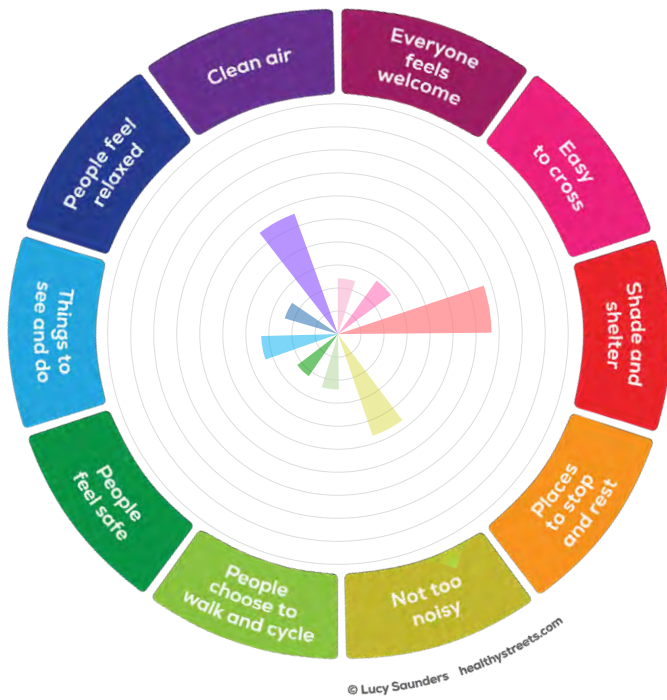 Everyone
feels
welcome
Easy
to cross
Shade and
shelter
Places
to stop
and rest
Not too
noisy
People
choose to
walk and cycle
People
feel safe
Things to
see and do
People feel
relaxed
Clean air
© Lucy Saunders healthystreets.com